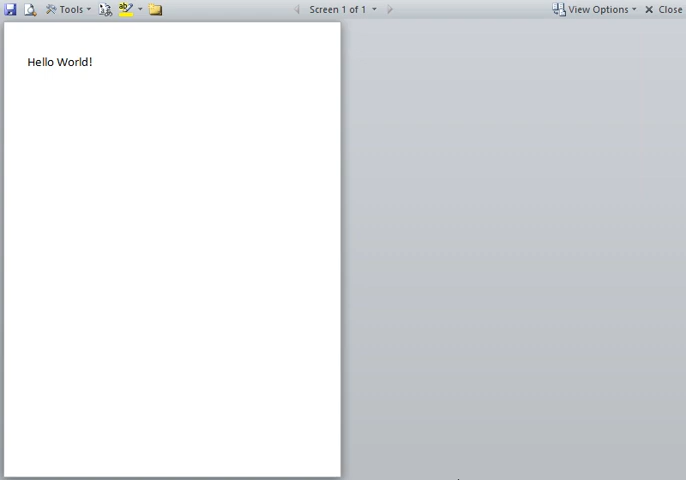 Tools
Screen 1 of 1
View Options
Close
Hello World!